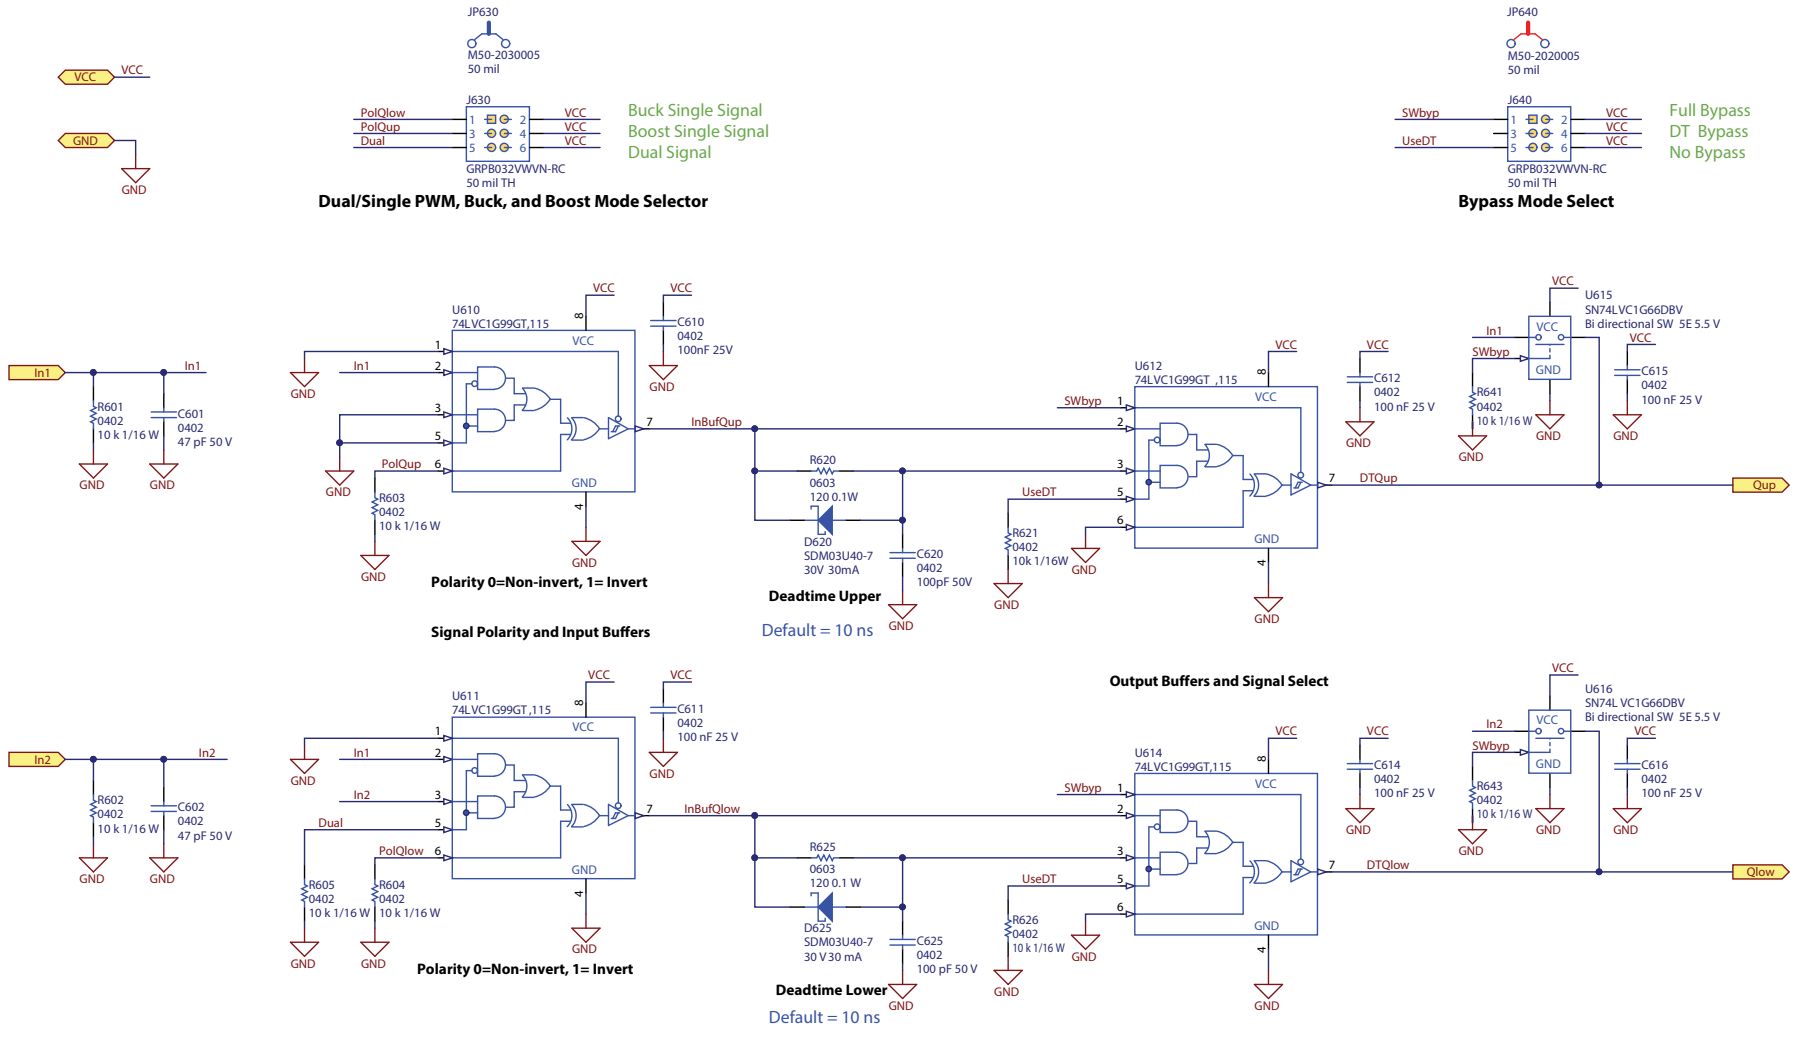 JP630
M50-2030005
50 mil
JP640
M50-2020005
50 mil
VCC VCC
GND
GND
J630
PolQlow 1 2 VCC Buck Single Signal
PolQup 3 4 VCC Boost Single Signal
Dual 5 6 VCC Dual Signal
GRPB032VWVN-RC
50 mil TH
Dual/Single PWM, Buck, and Boost Mode Selector
J640
SWbyp 1 2 VCC Full Bypass
3 4 VCC DT Bypass
UseDT 5 6 VCC No Bypass
GRPB032VWVN-RC
50 mil TH
Bypass Mode Select
In1 In1
R601
0402
10 k 1/16 W
GND
C601
0402
47 pF 50 V
GND
U610
74LVC1G99GT,115
VCC
8
VCC
1
GND
In1 2
3
5
GND
PolQup 6
R603
0402
10 k 1/16 W
GND
7
GND
4
GND
VCC
C610
0402
100nF 25V
GND
Polarity 0=Non-invert, 1= Invert
Signal Polarity and Input Buffers
InBufQup
R620
0603
120 0.1W
D620
SDM03U40-7
30V 30mA
C620
0402
100pF 50V
GND
Deadtime Upper
Default = 10 ns
U612
74LVC1G99GT ,115
VCC
8
VCC
SWbyp 1
2
3
UseDT 5
6
R621
0402
10k 1/16W
GND
GND
7
GND
4
GND
DTQup
VCC
C612
0402
100 nF 25 V
GND
VCC
U615
SN74LVC1G66DBV
Bi directional SW 5E 5.5 V
In1
SWbyp
VCC
GND
R641
0402
10 k 1/16 W
GND
GND
VCC
C615
0402
100 nF 25 V
GND
Qup
In2 In2
R602
0402
10 k 1/16 W
GND
C602
0402
47 pF 50 V
GND
U611
74LVC1G99GT,115
VCC
8
VCC
1
GND
In1 2
In2 3
Dual 5
PolQlow 6
R605
0402
10 k 1/16 W
GND
R604
0402
10 k 1/16 W
GND
7
GND
4
GND
VCC
C611
0402
100 nF 25 V
GND
Polarity 0=Non-invert, 1= Invert
InBufQlow
R625
0603
120 0.1 W
D625
SDM03U40-7
30 V 30 mA
C625
0402
100 pF 50 V
GND
Deadtime Lower
Default = 10 ns
Output Buffers and Signal Select
U614
74LVC1G99GT,115
VCC
8
VCC
SWbyp 1
2
3
UseDT 5
6
R626
0402
10 k 1/16 W
GND
GND
7
GND
4
GND
DTQlow
VCC
C614
0402
100 nF 25 V
GND
VCC
U616
SN74L VC1G66DBV
Bi directional SW 5E 5.5 V
In2
SWbyp
VCC
GND
R643
0402
10 k 1/16 W
GND
GND
VCC
C616
0402
100 nF 25 V
GND
Qlow